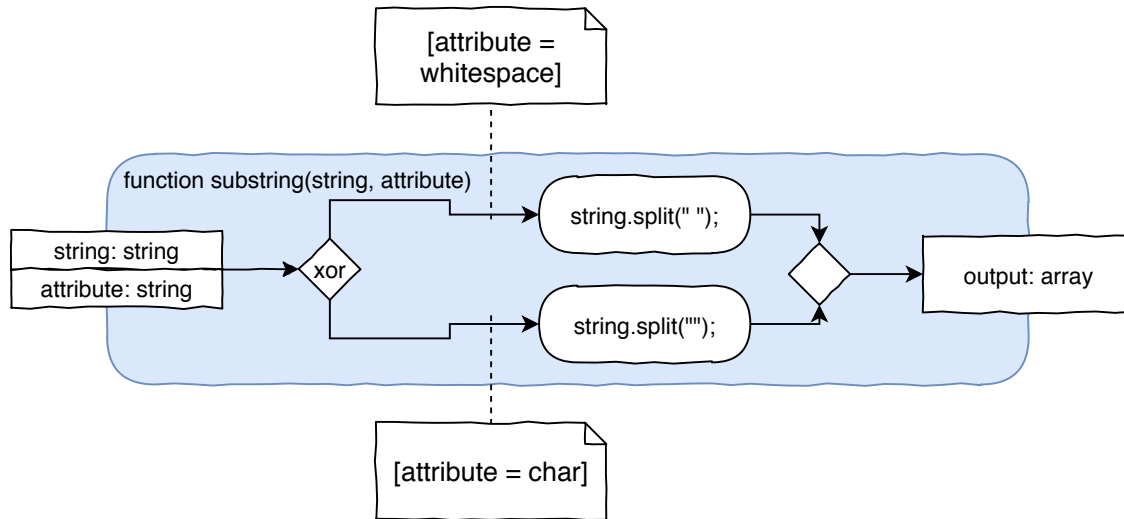 [attribute =
whitespace]
function substring(string, attribute)
string: string
attribute: string
xor
string.split(" ");
string.split("");
output: array
[attribute = char]